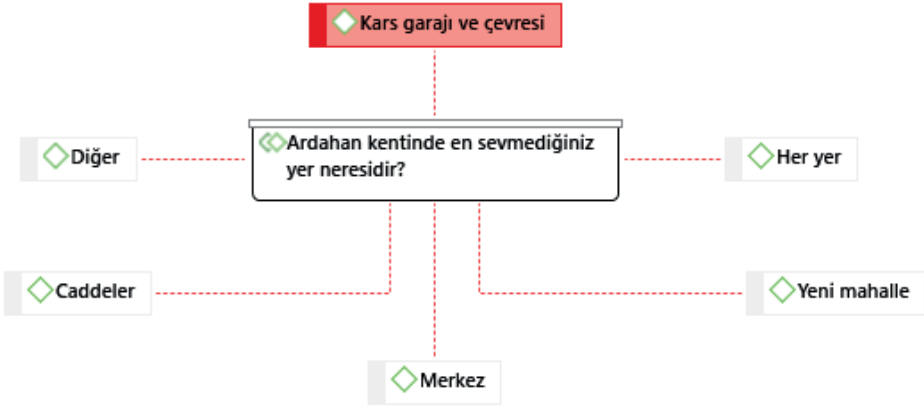 Kars garajı ve çevresi
Ardahan kentinde en sevmediğiniz
yer neresidir?
Diğer
Her yer
Caddeler
Yeni mahalle
Merkez